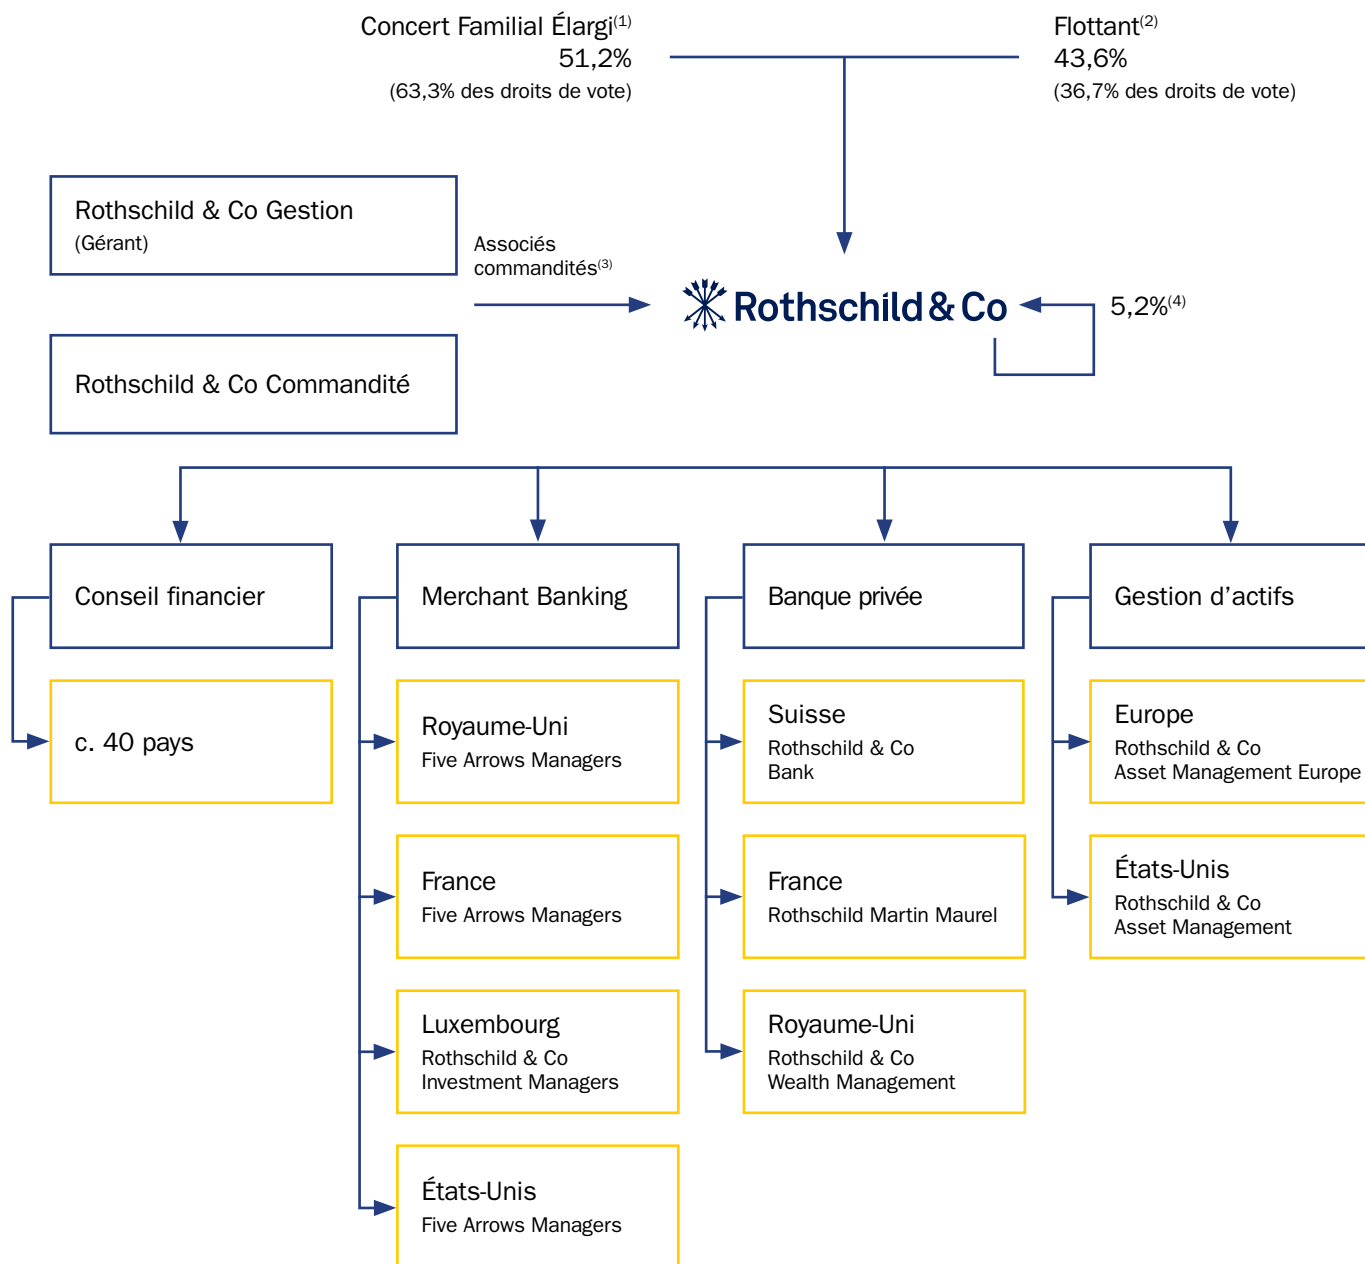 Concert Familial Élargi(1)
51,2%
(63,3% des droits de vote)
Flottant(2)
43,6%
(36,7% des droits de vote)
Rothschild & Co Gestion
(Gérant)
Associés
commandités(3)
Rothschild & Co
5,2%(4)
Rothschild & Co Commandité
Conseil financier
c. 40 pays
Merchant Banking
Royaume-Uni
Five Arrows Managers
France
Five Arrows Managers
Luxembourg
Rothschild & Co
Investment Managers
États-Unis
Five Arrows Managers
Banque privée
Suisse
Rothschild & Co
Bank
France
Rothschild Martin Maurel
Royaume-Uni
Rothschild & Co
Wealth Management
Gestion d’actifs
Europe
Rothschild & Co
Asset Management Europe
États-Unis
Rothschild & Co
Asset Management